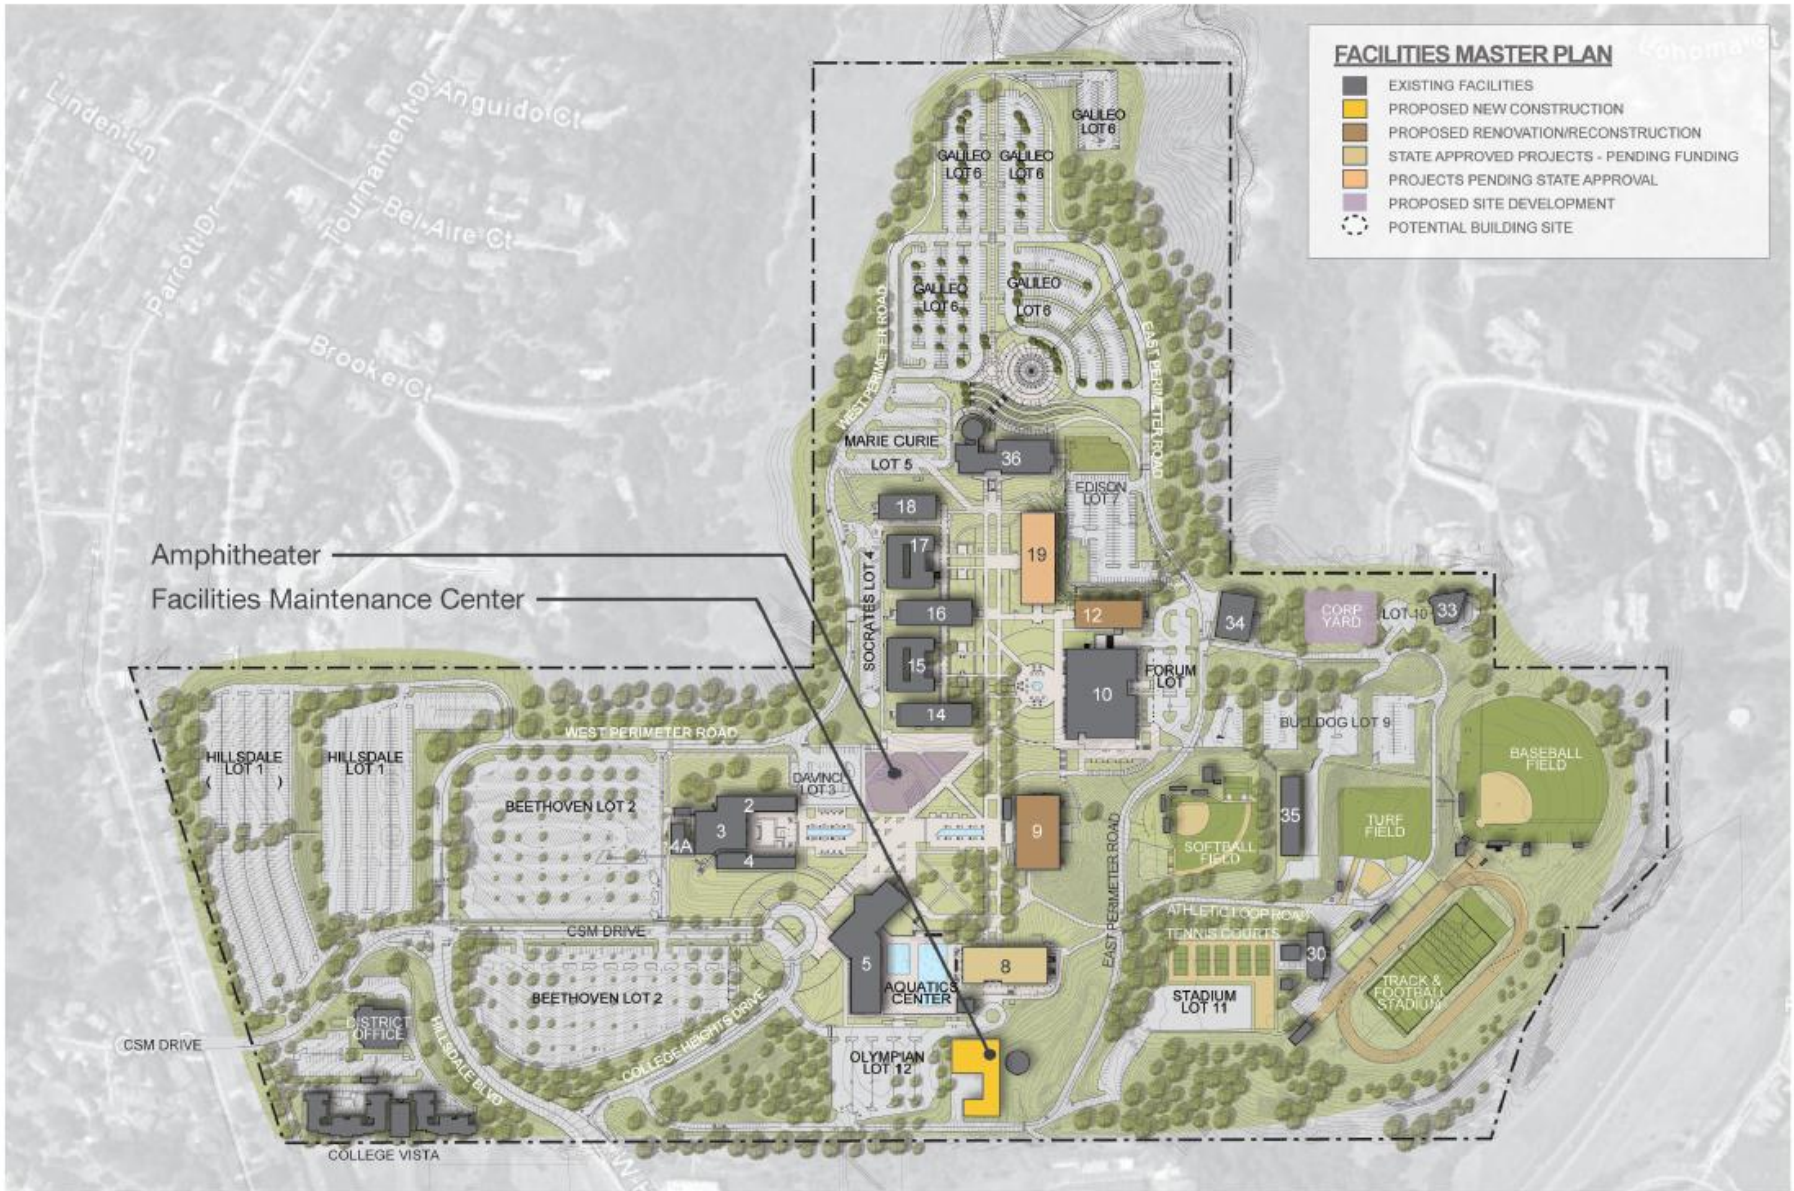 FACILITIES MASTER PLAN
EXISTING FACILITIES
PROPOSED NEW CONSTRUCTION
PROPOSED RENOVATION/RECONSTRUCTION
STATE APPROVED PROJECTS - PENDING FUNDING
PROJECTS PENDING STATE APPROVAL
PROPOSED SITE DEVELOPMENT
POTENTIAL BUILDING SITE
Linden Ln
Anguido Ct
Tournament Dr
Bel Aire Ct
Parrott Dr
Brooke Ct
GALILEO
LOT 6
GALILEO
LOT 6
GALILEO
LOT 6
GALILEO
LOT 6
GALILEO
LOT 6
WEST PERIMETER ROAD
EAST PERIMETER ROAD
MARIE CURIE
LOT 5
36
EDISON
LOT 7
18
17
19
Amphitheater
Facilities Maintenance Center
SOCRATES LOT 4
16
12
34
CORP
YARD
LOT 10
33
15
10
FORUM
LOT
14
WEST PERIMETER ROAD
BULLDOG LOT 9
HILLSDALE
LOT 1
( )
HILLSDALE
LOT 1
BEETHOVEN LOT 2
DAVINCI
LOT 3
BASEBALL
FIELD
2
3
4A
4
9
35
TURF
FIELD
SOFTBALL
FIELD
EAST PERIMETER ROAD
ATHLETIC LOOP ROAD
TENNIS COURTS
CSM DRIVE
30
5
8
AQUATICS
CENTER
BEETHOVEN LOT 2
STADIUM
LOT 11
TRACK &
FOOTBALL
STADIUM
DISTRICT
OFFICE
CSM DRIVE
HILLSDALE BLVD
COLLEGE HEIGHTS DRIVE
OLYMPIAN
LOT 12
COLLEGE VISTA